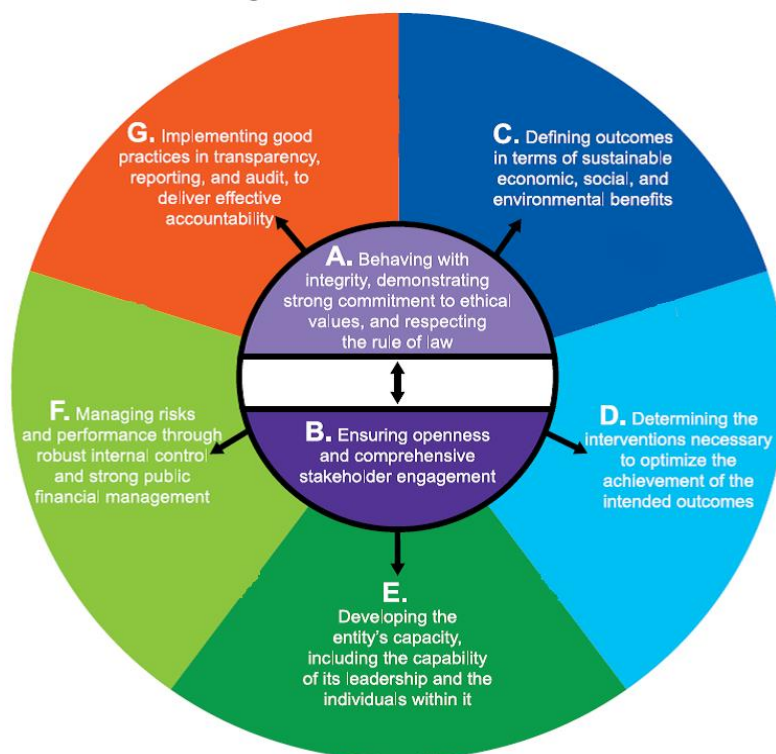 A. Behaving with
integrity, demonstrating
strong commitment to ethical
values, and respecting
the rule of law
B. Ensuring openness
and comprehensive
stakeholder engagement
C. Defining outcomes
in terms of sustainable
economic, social, and
environmental benefits
D. Determining the
interventions necessary
to optimize the
achievement of the
intended outcomes
E.
Developing the
entity's capacity,
including the capability
of its leadership and the
individuals within it
F. Managing risks
and performance through
robust internal control
and strong public
financial management
G. Implementing good
practices in transparency,
reporting, and audit, to
deliver effective
accountability